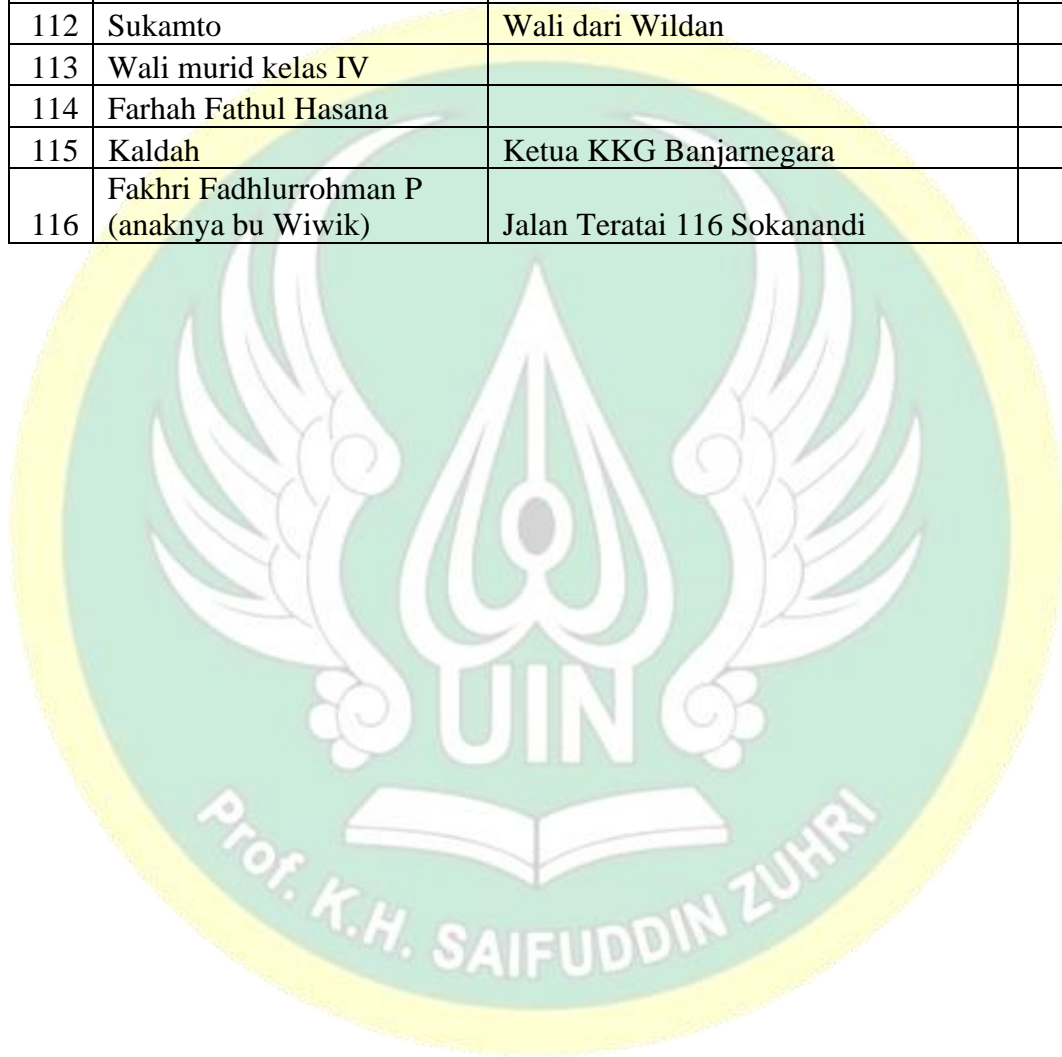 112 Sukamto Wali dari Wildan
113 Wali murid kelas IV
114 Farhah Fathul Hasana
115 Kaldah Ketua KKG Banjarnegara
Fakhri Fadhlurrohman P
116 (anaknya bu Wiwik) Jalan Teratai 116 Sokanandi
UIN
Prof. K.H. SAIFUDDIN ZUHRI